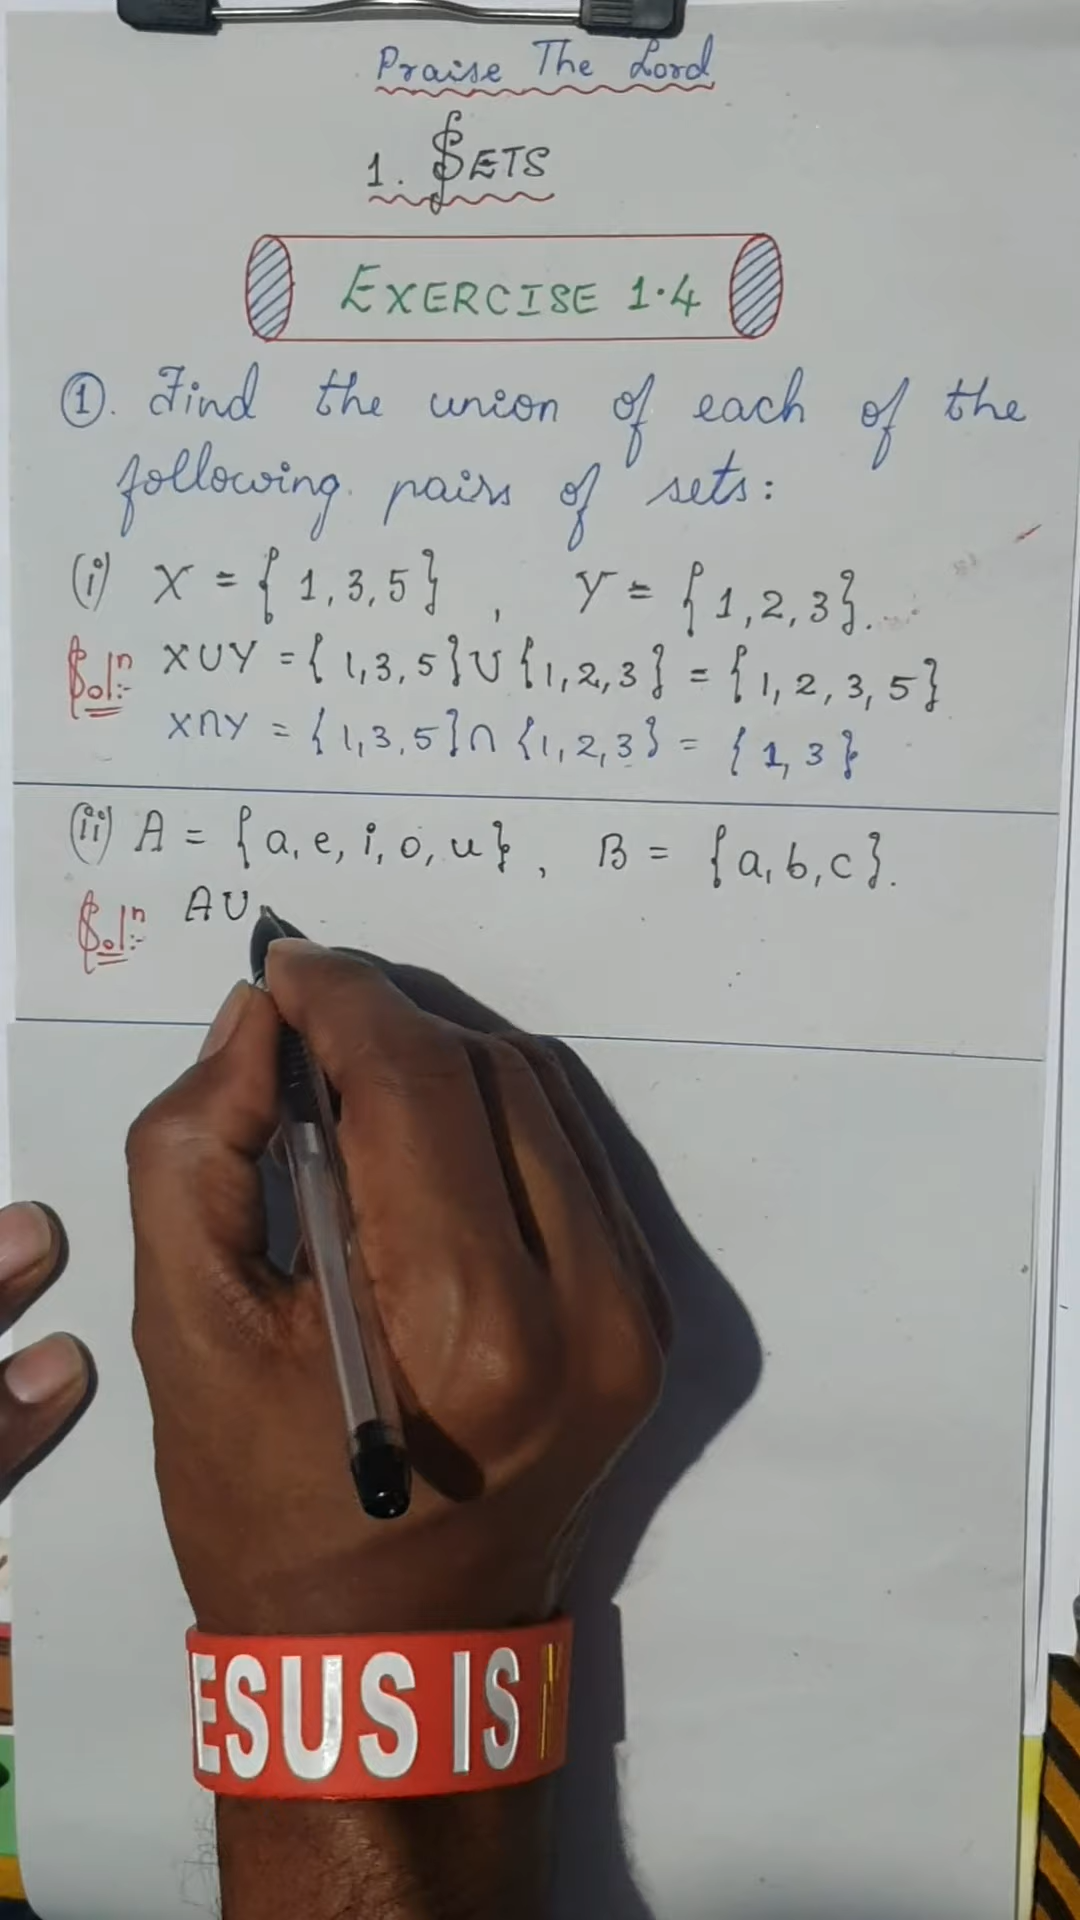 Praise The Lord
1. SETS
EXERCISE 1.4
①. Find the union of each of the
following pairs of sets:
(i) X = { 1, 3, 5 } , Y = { 1, 2, 3 }.
Solⁿ:- X∪Y = { 1, 3, 5 } ∪ { 1, 2, 3 } = { 1, 2, 3, 5 }
X∩Y = { 1, 3, 5 } ∩ { 1, 2, 3 } = { 1, 3 }
(ii) A = { a, e, i, o, u } , B = { a, b, c }.
Solⁿ:- A∪
ESUS IS